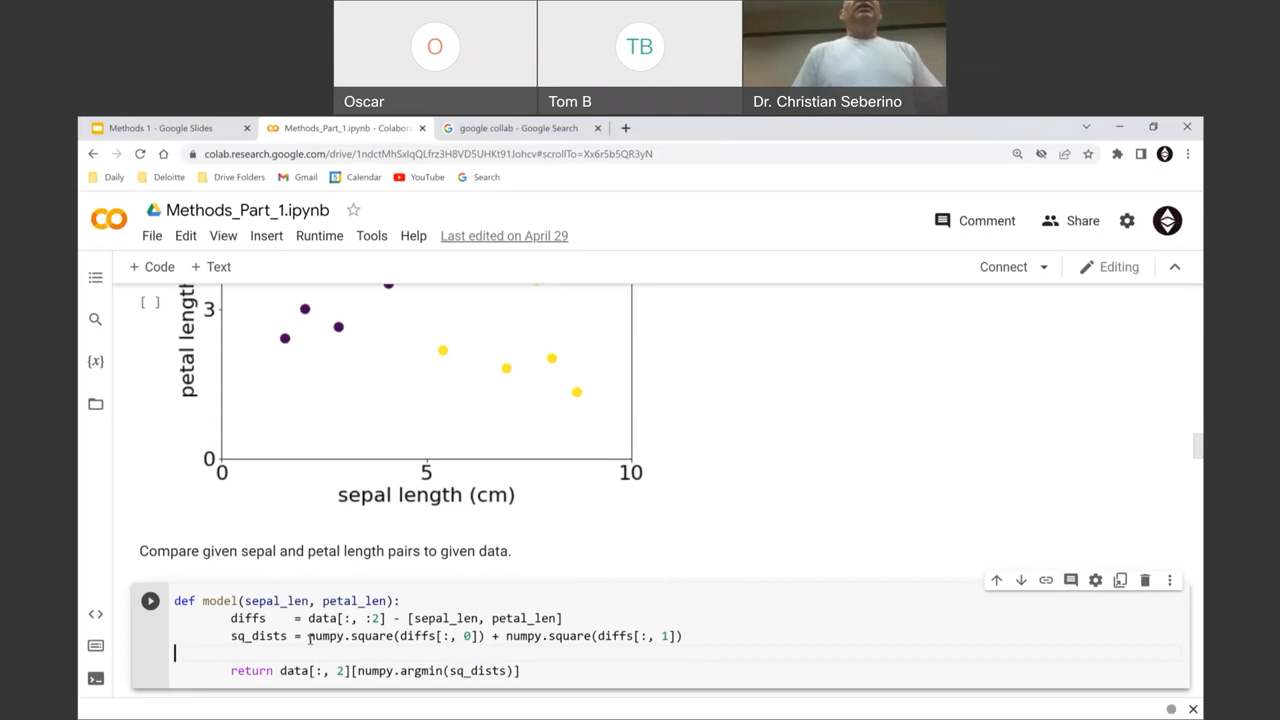 O
TB
Oscar
Tom B
Dr. Christian Seberino
Methods 1 - Google Slides
Methods_Part_1.ipynb - Colabora
google collab - Google Search
colab.research.google.com/drive/1ndctMhSxIqQLfrz3H8VD5UHKt91Johcv#scrollTo=Xx6r5b5QR3yN
Daily
Deloitte
Drive Folders
Gmail
Calendar
YouTube
Search
Methods_Part_1.ipynb
Comment
Share
File Edit View Insert Runtime Tools Help Last edited on April 29
+ Code + Text
Connect
Editing
[ ]
3
petal length
0
0 5 10
sepal length (cm)
Compare given sepal and petal length pairs to given data.
def model(sepal_len, petal_len):
diffs = data[:, :2] - [sepal_len, petal_len]
sq_dists = numpy.square(diffs[:, 0]) + numpy.square(diffs[:, 1])
return data[:, 2][numpy.argmin(sq_dists)]